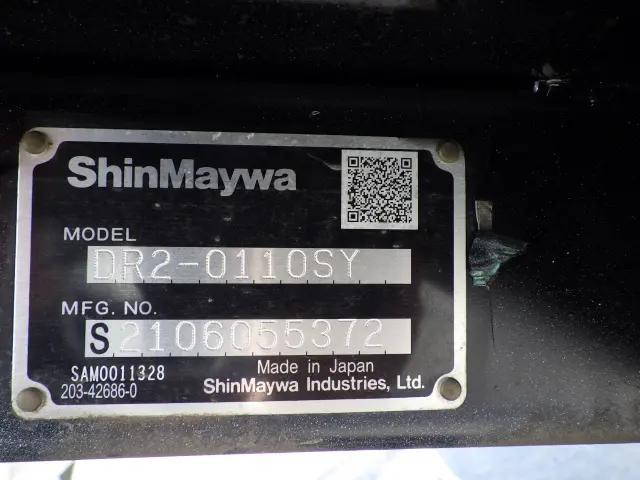 ShinMaywa
MODEL
DR2-0110SY
MFG. NO.
S2106055372
SAM0011328
Made in Japan
203-42686-0
ShinMaywa Industries, Ltd.